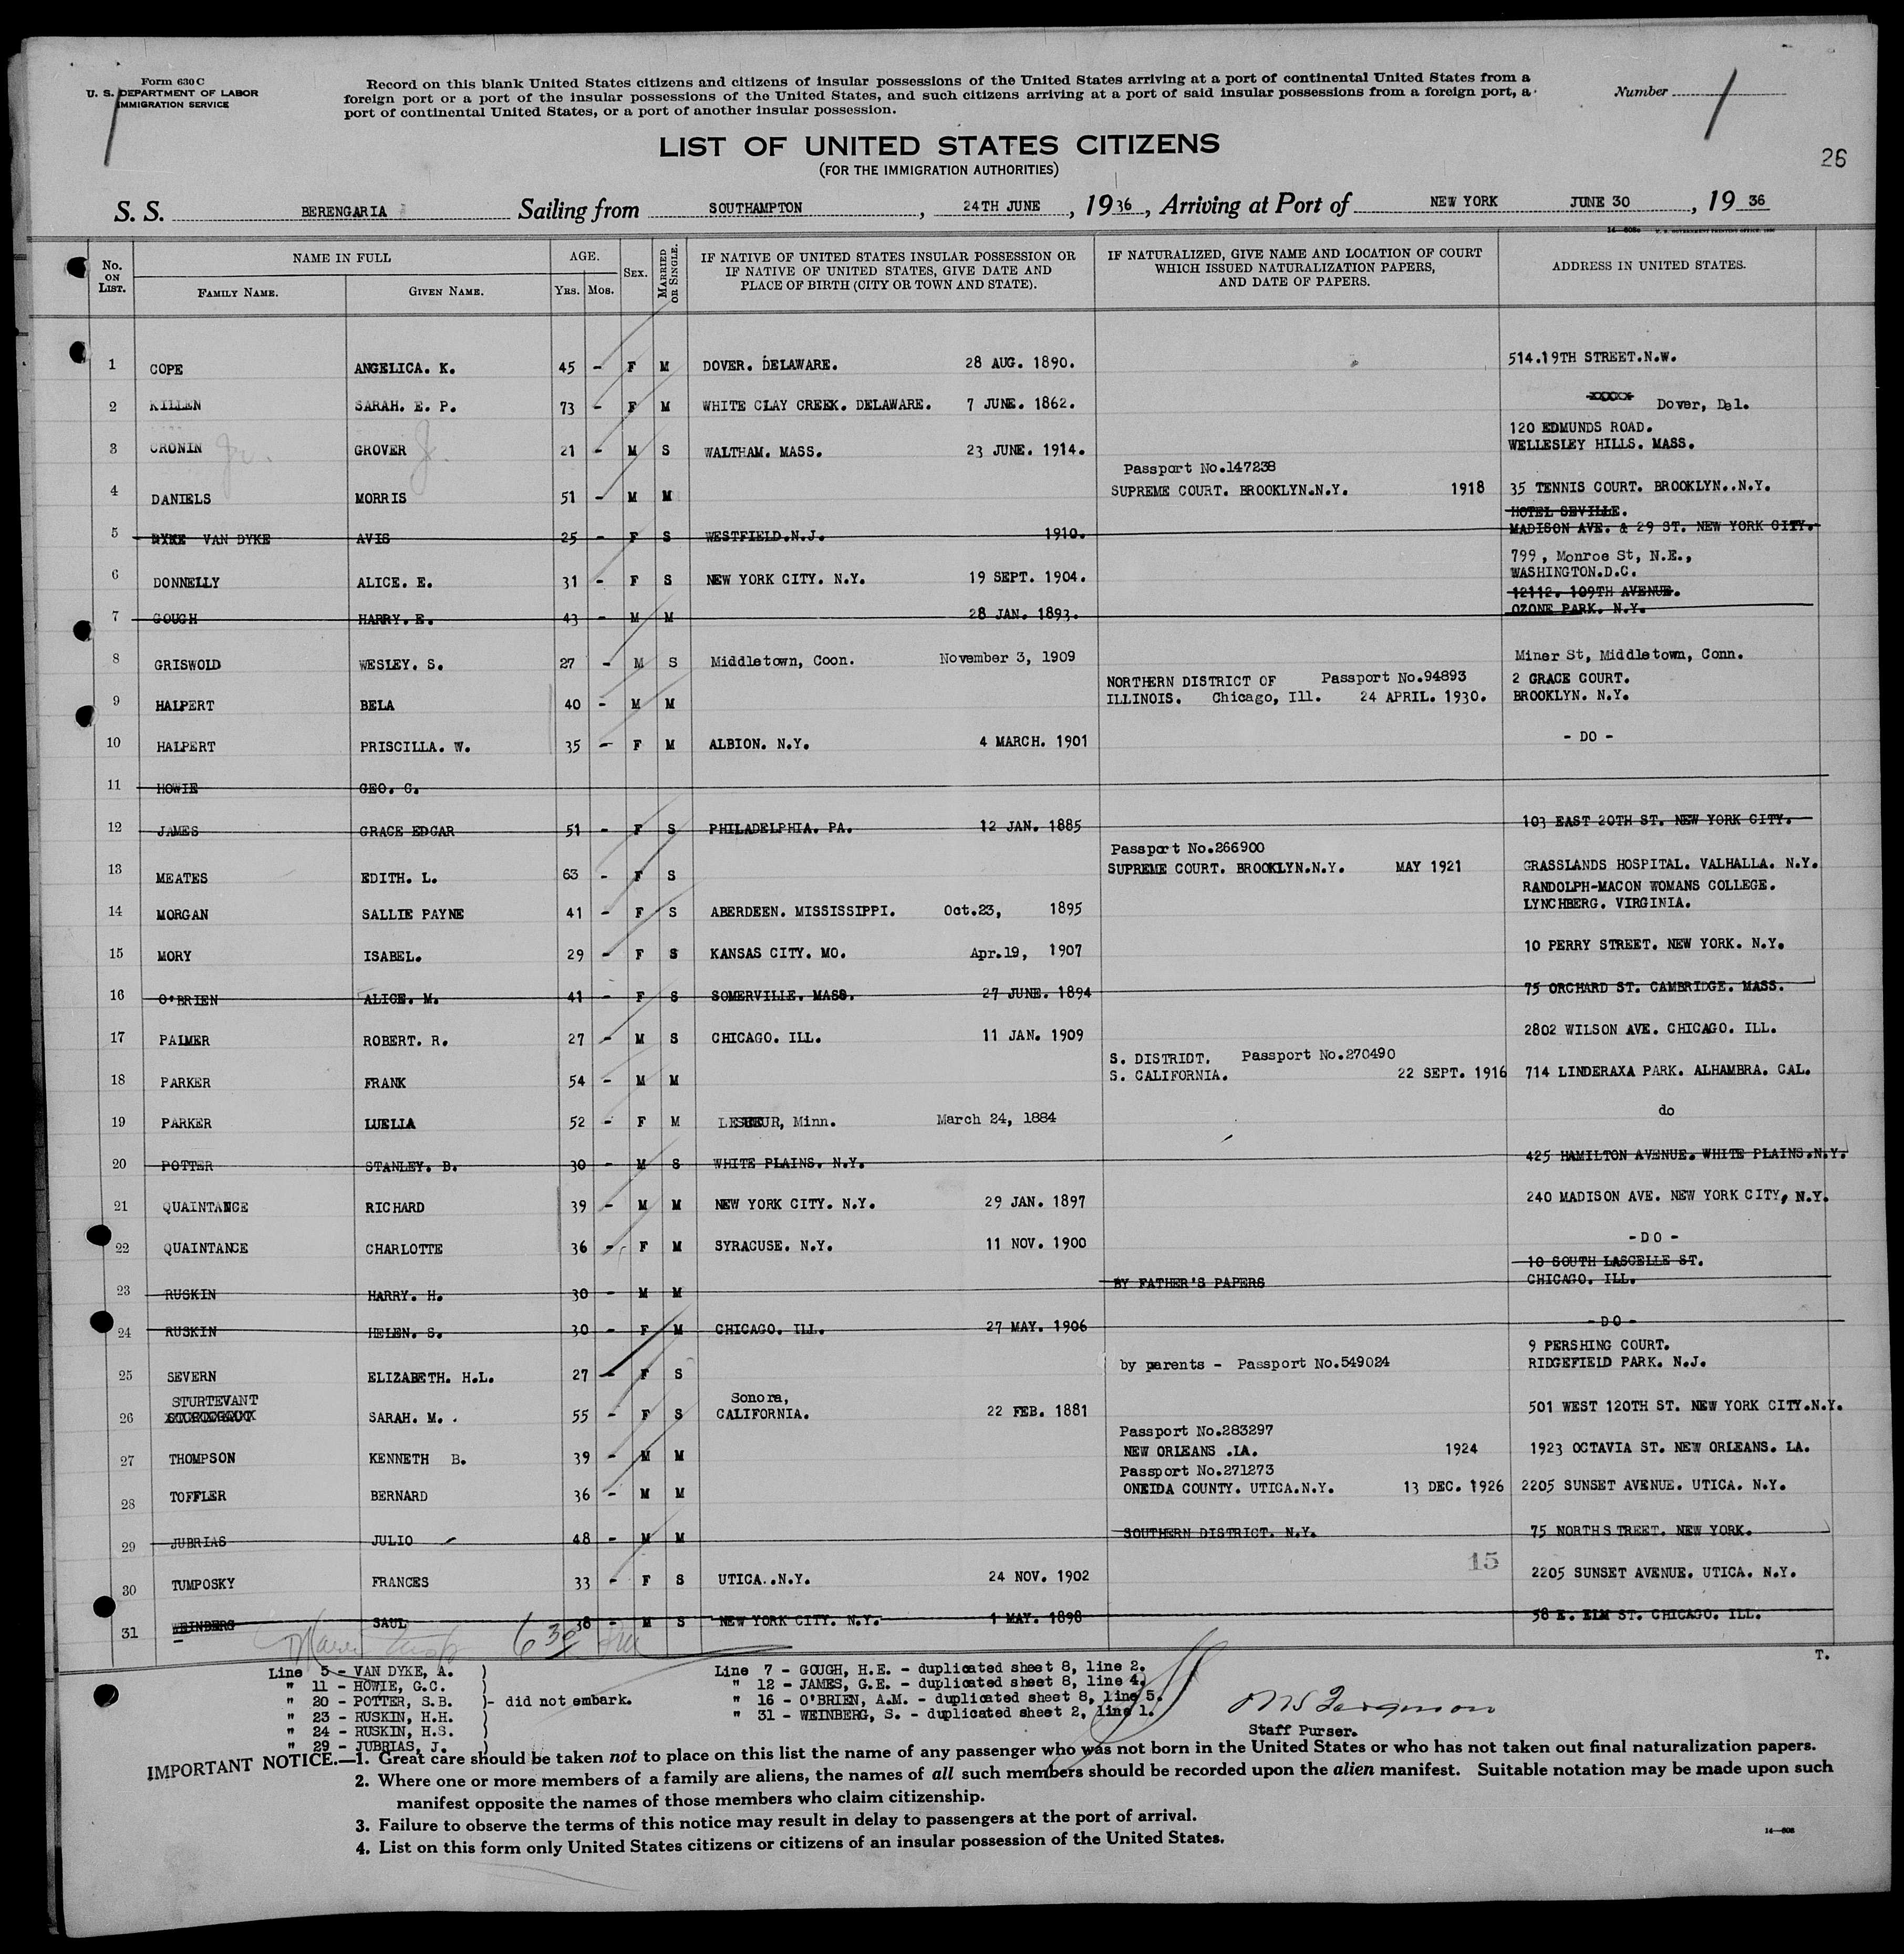 Form 630 C
U. S. DEPARTMENT OF LABOR
IMMIGRATION SERVICE
Record on this blank United States citizens and citizens of insular possessions of the United States arriving at a port of continental United States from a
foreign port or a port of the insular possessions of the United States, and such citizens arriving at a port of said insular possessions from a foreign port, a
port of continental United States, or a port of another insular possession.
Number
26
LIST OF UNITED STATES CITIZENS
(FOR THE IMMIGRATION AUTHORITIES)
S. S. BERENGARIA Sailing from SOUTHAMPTON, 24TH JUNE, 1936, Arriving at Port of NEW YORK JUNE 30, 19 36
No. ON LIST. NAME IN FULL FAMILY NAME. GIVEN NAME. AGE. YRS. MOS. SEX. MARRIED OR SINGLE. IF NATIVE OF UNITED STATES INSULAR POSSESSION OR IF NATIVE OF UNITED STATES, GIVE DATE AND PLACE OF BIRTH (CITY OR TOWN AND STATE). IF NATURALIZED, GIVE NAME AND LOCATION OF COURT WHICH ISSUED NATURALIZATION PAPERS, AND DATE OF PAPERS. ADDRESS IN UNITED STATES.
1 COPE ANGELICA. K. 45 - F M DOVER. DELAWARE. 28 AUG. 1890. 514.19TH STREET.N.W.
2 KILLEN SARAH. E. P. 73 - F M WHITE CLAY CREEK. DELAWARE. 7 JUNE. 1862. XXXXX Dover, Del.
3 CRONIN Jr. GROVER Jr. 21 - M S WALTHAM. MASS. 23 JUNE. 1914. 120 EDMUNDS ROAD. WELLESLEY HILLS. MASS.
Passport No.147238
4 DANIELS MORRIS 51 - M M SUPREME COURT. BROOKLYN.N.Y. 1918 35 TENNIS COURT. BROOKLYN..N.Y.
5 DYKE VAN DYKE AVIS 25 - F S WESTFIELD.N.J. 1910. HOTEL SEVILLE. MADISON AVE. & 29 ST. NEW YORK CITY.
6 DONNELLY ALICE. E. 31 - F S NEW YORK CITY. N.Y. 19 SEPT. 1904. 799, Monroe St, N.E., WASHINGTON.D.C.
7 GOUGH HARRY. E. 43 - M M 28 JAN. 1893. 12112. 109TH AVENUE. OZONE PARK. N.Y.
8 GRISWOLD WESLEY. S. 27 - M S Middletown, Coon. November 3, 1909 Miner St, Middletown, Conn.
NORTHERN DISTRICT OF Passport No.94893 2 GRACE COURT.
9 HALPERT BELA 40 - M M ILLINOIS. Chicago, Ill. 24 APRIL. 1930. BROOKLYN. N.Y.
10 HALPERT PRISCILLA. W. 35 - F M ALBION. N.Y. 4 MARCH. 1901 - DO -
11 HOWIE GEO. C.
12 JAMES GRACE EDGAR 51 - F S PHILADELPHIA. PA. 12 JAN. 1885 103 EAST 20TH ST. NEW YORK CITY.
Passport No.266900
13 MEATES EDITH. L. 63 - F S SUPREME COURT. BROOKLYN.N.Y. MAY 1921 GRASSLANDS HOSPITAL. VALHALLA. N.Y.
14 MORGAN SALLIE PAYNE 41 - F S ABERDEEN. MISSISSIPPI. Oct.23, 1895 RANDOLPH-MACON WOMANS COLLEGE. LYNCHBERG. VIRGINIA.
15 MORY ISABEL. 29 - F S KANSAS CITY. MO. Apr.19, 1907 10 PERRY STREET. NEW YORK. N.Y.
16 O'BRIEN ALICE. M. 41 - F S SOMERVILLE. MASS. 27 JUNE. 1894 75 ORCHARD ST. CAMBRIDGE. MASS.
17 PALMER ROBERT. R. 27 - M S CHICAGO. ILL. 11 JAN. 1909 2802 WILSON AVE. CHICAGO. ILL.
S. DISTRICT. Passport No.270490
18 PARKER FRANK 54 - M M S. CALIFORNIA. 22 SEPT. 1916 714 LINDERAXA PARK. ALHAMBRA. CAL.
19 PARKER LUELLA 52 - F M LESUEUR, Minn. March 24, 1884 do
20 POTTER STANLEY. B. 30 - M S WHITE PLAINS. N.Y. 425 HAMILTON AVENUE. WHITE PLAINS.N.Y.
21 QUAINTANCE RICHARD 39 - M M NEW YORK CITY. N.Y. 29 JAN. 1897 240 MADISON AVE. NEW YORK CITY, N.Y.
22 QUAINTANCE CHARLOTTE 36 - F M SYRACUSE. N.Y. 11 NOV. 1900 - DO -
23 RUSKIN HARRY. H. 30 - M M BY FATHER'S PAPERS 10 SOUTH LASCELLE ST. CHICAGO. ILL.
24 RUSKIN HELEN. S. 30 - F M CHICAGO. ILL. 27 MAY. 1906 - DO -
25 SEVERN ELIZABETH. H.L. 27 - F S by parents - Passport No.549024 9 PERSHING COURT. RIDGEFIELD PARK. N.J.
STURTEVANT Sonora,
26 SARAH. M. . 55 - F S CALIFORNIA. 22 FEB. 1881 501 WEST 120TH ST. NEW YORK CITY.N.Y.
Passport No.283297
27 THOMPSON KENNETH B. 39 - M M NEW ORLEANS .LA. 1924 1923 OCTAVIA ST. NEW ORLEANS. LA.
Passport No.271273
28 TOFFLER BERNARD 36 - M M ONEIDA COUNTY. UTICA.N.Y. 13 DEC. 1926 2205 SUNSET AVENUE. UTICA. N.Y.
29 JUBRIAS JULIO 48 - M M SOUTHERN DISTRICT. N.Y. 75 NORTH STREET. NEW YORK.
15
30 TUMPOSKY FRANCES 33 - F S UTICA..N.Y. 24 NOV. 1902 2205 SUNSET AVENUE. UTICA. N.Y.
31 WEINBERG SAUL 38 - M S NEW YORK CITY. N.Y. 1 MAY. 1898 58 E. ELM ST. CHICAGO. ILL.
630
T.
Line 5 - VAN DYKE, A. ) Line 7 - GOUGH, H.E. - duplicated sheet 8, line 2.
" 11 - HOWIE, G.C. ) " 12 - JAMES, G.E. - duplicated sheet 8, line 4.
" 20 - POTTER, S.B. )- did not embark. " 16 - O'BRIEN, A.M. - duplicated sheet 8, line 5.
" 23 - RUSKIN, H.H. ) " 31 - WEINBERG, S. - duplicated sheet 2, line 1.
" 24 - RUSKIN, H.S. )
" 29 - JUBRIAS, J. )
Staff Purser.
IMPORTANT NOTICE.—1. Great care should be taken not to place on this list the name of any passenger who was not born in the United States or who has not taken out final naturalization papers.
2. Where one or more members of a family are aliens, the names of all such members should be recorded upon the alien manifest. Suitable notation may be made upon such
manifest opposite the names of those members who claim citizenship.
3. Failure to observe the terms of this notice may result in delay to passengers at the port of arrival.
4. List on this form only United States citizens or citizens of an insular possession of the United States.